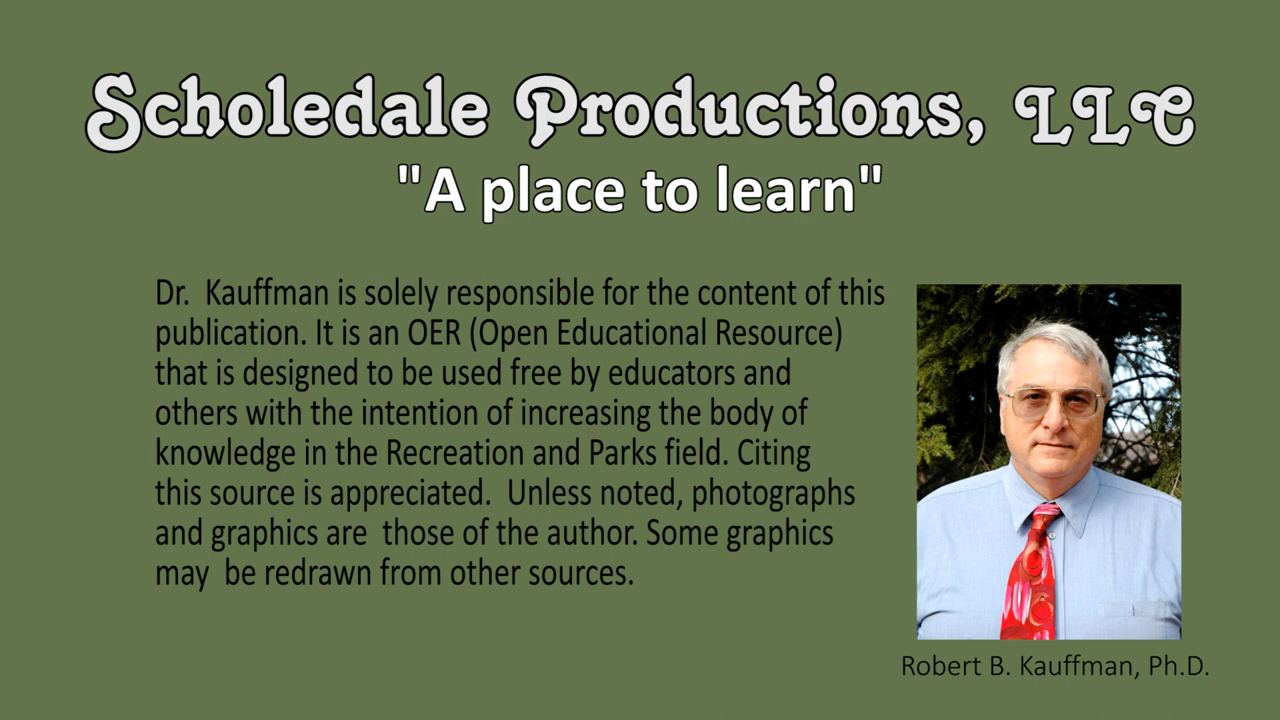 Scholedale Productions, LLC
"A place to learn"
Dr.  Kauffman is solely responsible for the content of this
publication. It is an OER (Open Educational Resource)
that is designed to be used free by educators and
others with the intention of increasing the body of
knowledge in the Recreation and Parks field. Citing
this source is appreciated.  Unless noted, photographs
and graphics are  those of the author. Some graphics
may  be redrawn from other sources.
Robert B. Kauffman, Ph.D.